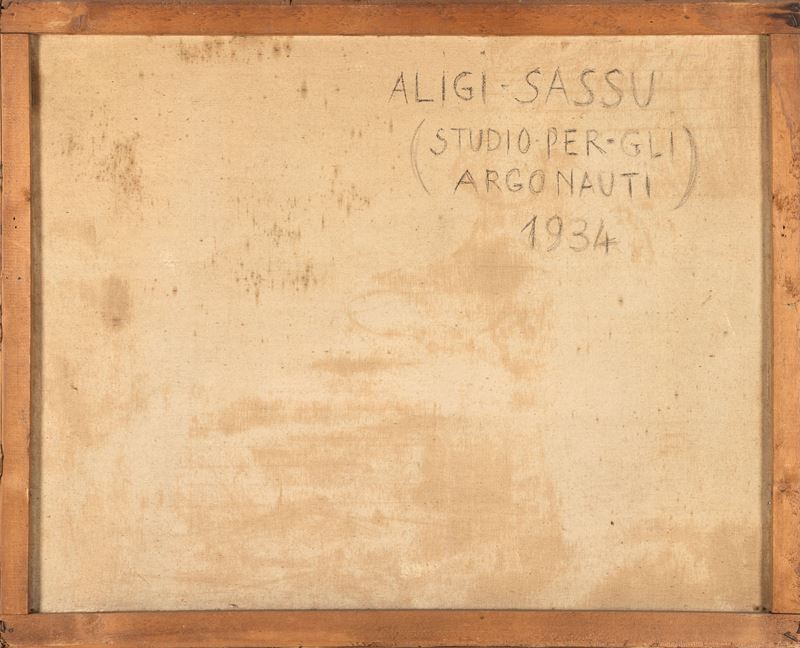 ALIGI-SASSU
(STUDIO-PER-GLI
ARGONAUTI)
1934